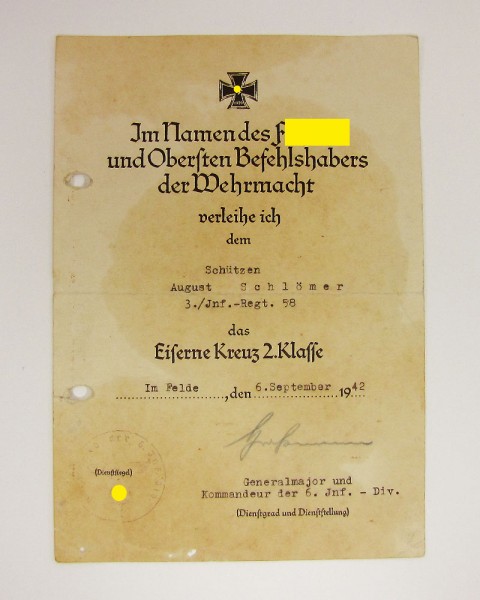 Im Namen des F
und Obersten Befehlshabers
der Wehrmacht
verleihe ich
dem
Schützen
August Schlömer
3./Jnf.-Regt. 58
das
Eiserne Kreuz 2.Klasse
Im Felde, den 6.September 1942
(Dienstsiegel)
Generalmajor und
Kommandeur der 6. Jnf. - Div.
(Dienstgrad und Dienststellung)